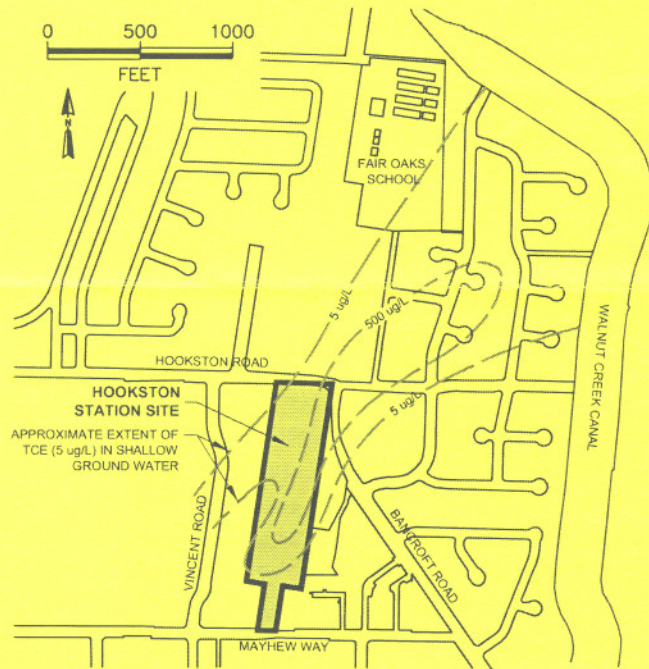 0 500 1000
FEET
N
FAIR OAKS
SCHOOL
5 ug/L
500 ug/L
5 ug/L
WALNUT CREEK CANAL
HOOKSTON ROAD
HOOKSTON
STATION SITE
APPROXIMATE EXTENT OF
TCE (5 ug/L) IN SHALLOW
GROUND WATER
VINCENT ROAD
BANCROFT ROAD
MAYHEW WAY